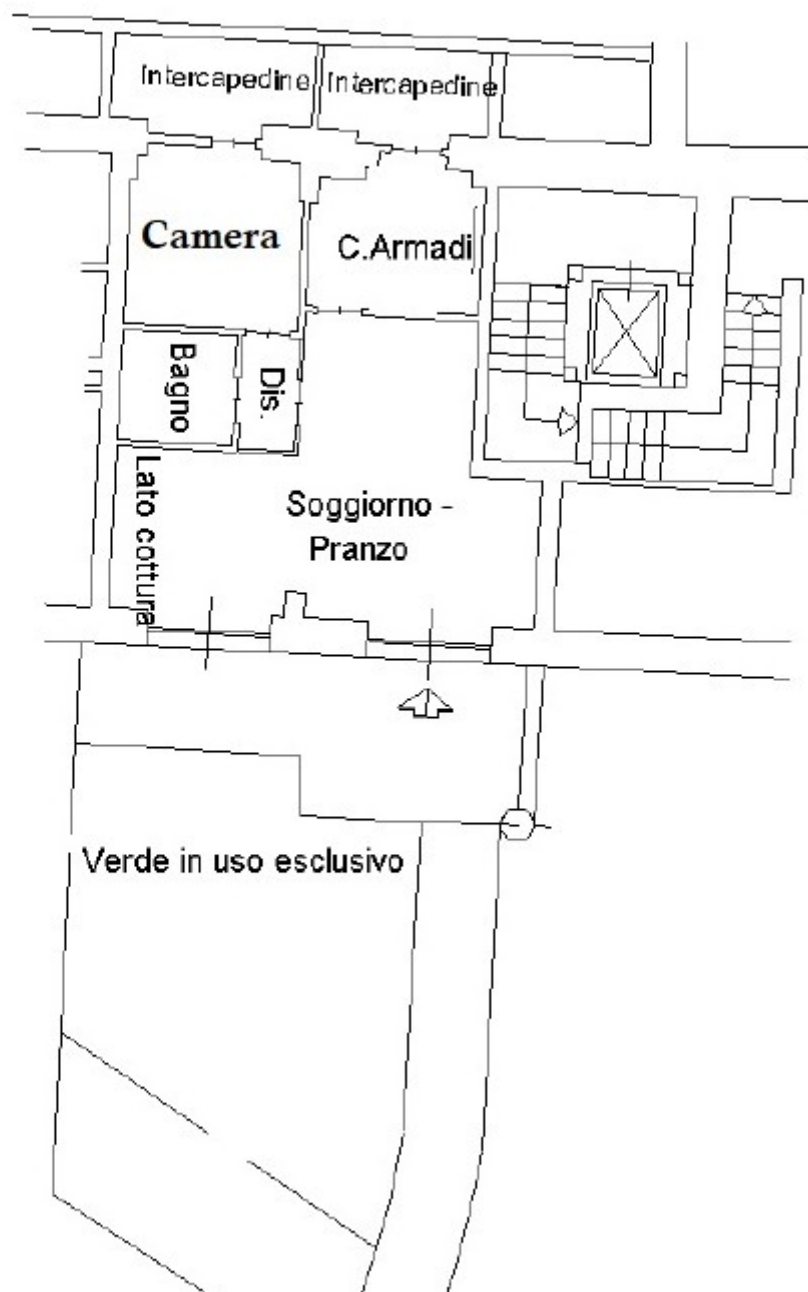 Intercapedine
Intercapedine
Camera
C.Armadi
Bagno
Dis.
Lato cottura
Soggiorno -
Pranzo
Verde in uso esclusivo